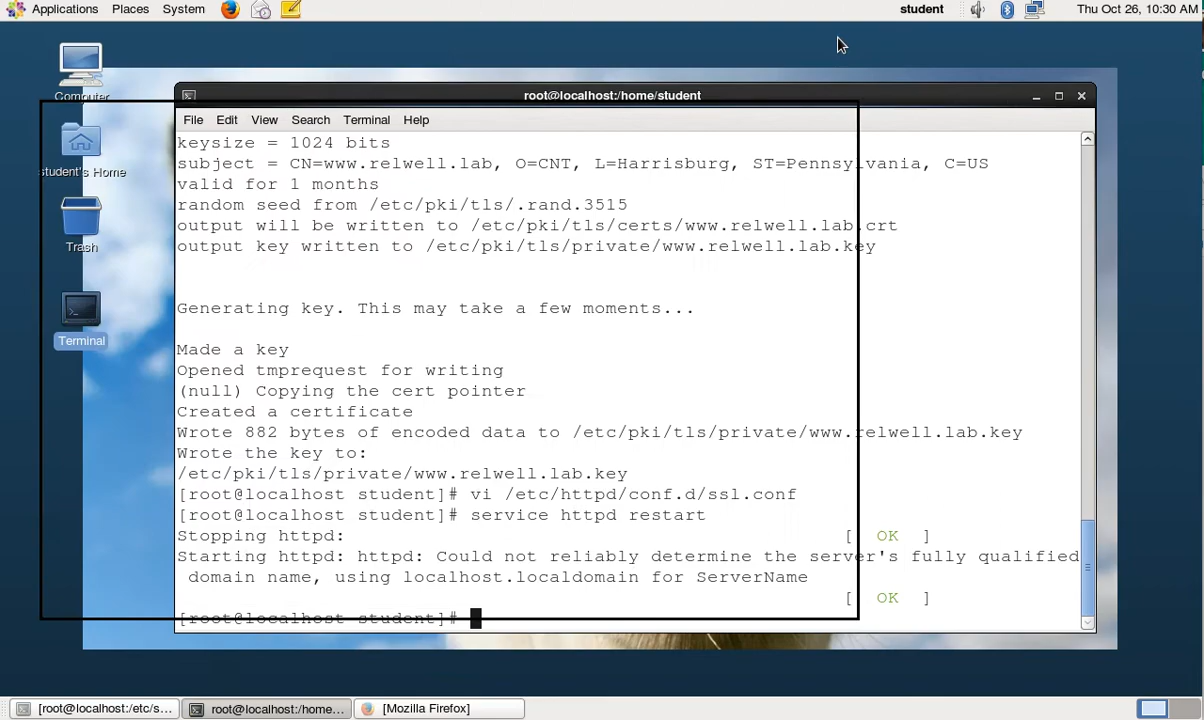 Applications Places System student Thu Oct 26, 10:30 AM
Computer
student's Home
Trash
Terminal
root@localhost:/home/student
File Edit View Search Terminal Help
keysize = 1024 bits
subject = CN=www.relwell.lab, O=CNT, L=Harrisburg, ST=Pennsylvania, C=US
valid for 1 months
random seed from /etc/pki/tls/.rand.3515
output will be written to /etc/pki/tls/certs/www.relwell.lab.crt
output key written to /etc/pki/tls/private/www.relwell.lab.key
Generating key. This may take a few moments...
Made a key
Opened tmprequest for writing
(null) Copying the cert pointer
Created a certificate
Wrote 882 bytes of encoded data to /etc/pki/tls/private/www.relwell.lab.key
Wrote the key to:
/etc/pki/tls/private/www.relwell.lab.key
[root@localhost student]# vi /etc/httpd/conf.d/ssl.conf
[root@localhost student]# service httpd restart
Stopping httpd: [ OK ]
Starting httpd: httpd: Could not reliably determine the server's fully qualified
domain name, using localhost.localdomain for ServerName
[ OK ]
[root@localhost student]#
[root@localhost:/etc/s... root@localhost:/home... [Mozilla Firefox]